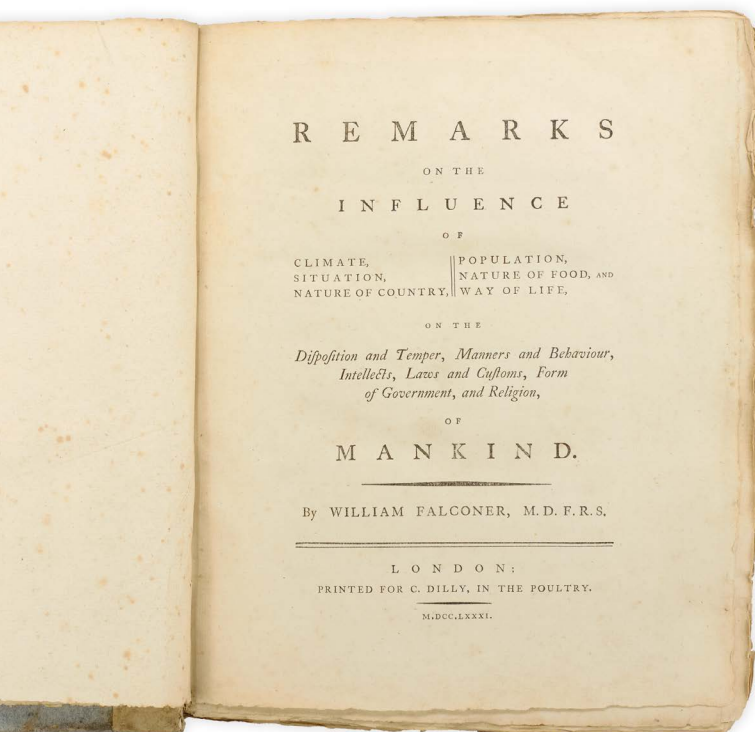 REMARKS
ON THE
INFLUENCE
OF
CLIMATE,
SITUATION,
NATURE OF COUNTRY,
POPULATION,
NATURE OF FOOD, AND
WAY OF LIFE,
ON THE
Diſpoſition and Temper, Manners and Behaviour,
Intellects, Laws and Cuſtoms, Form
of Government, and Religion,
OF
MANKIND.
By WILLIAM FALCONER, M.D. F.R.S.
LONDON:
PRINTED FOR C. DILLY, IN THE POULTRY.
M.DCC.LXXXI.